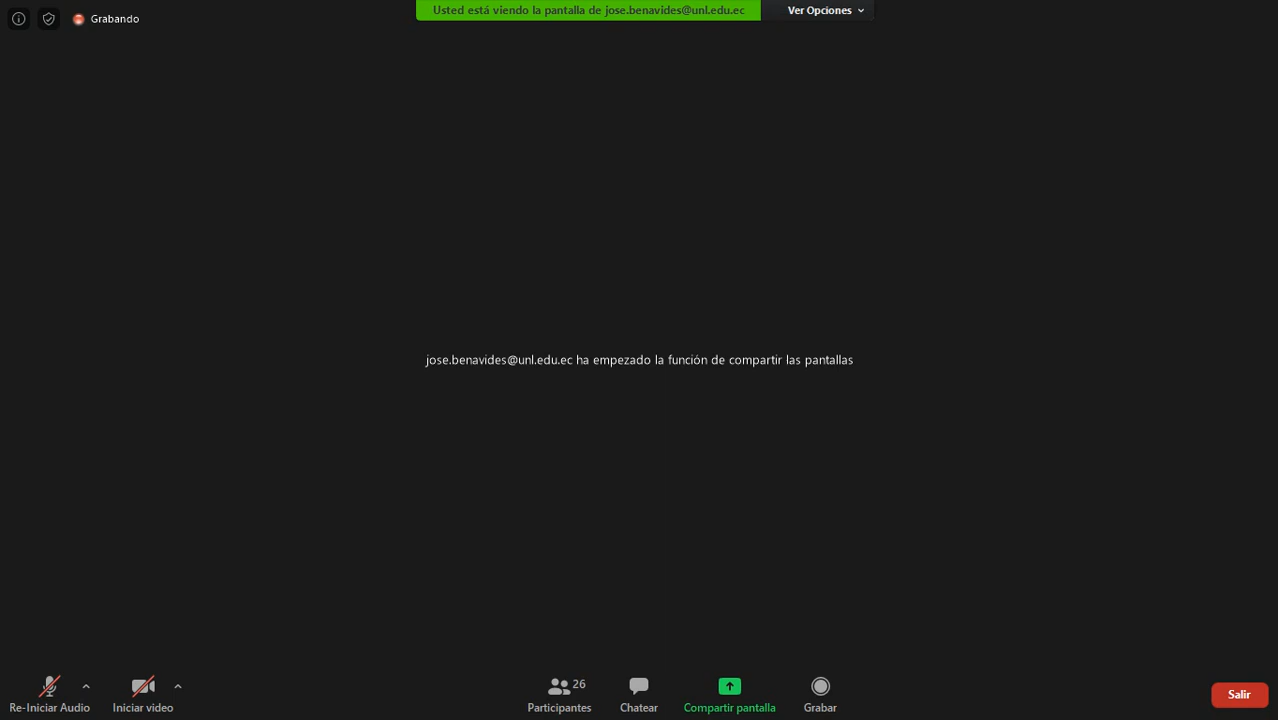 Grabando
Usted está viendo la pantalla de jose.benavides@unl.edu.ec
Ver Opciones
jose.benavides@unl.edu.ec ha empezado la función de compartir las pantallas
Re-Iniciar Audio
Iniciar video
26
Participantes
Chatear
Compartir pantalla
Grabar
Salir